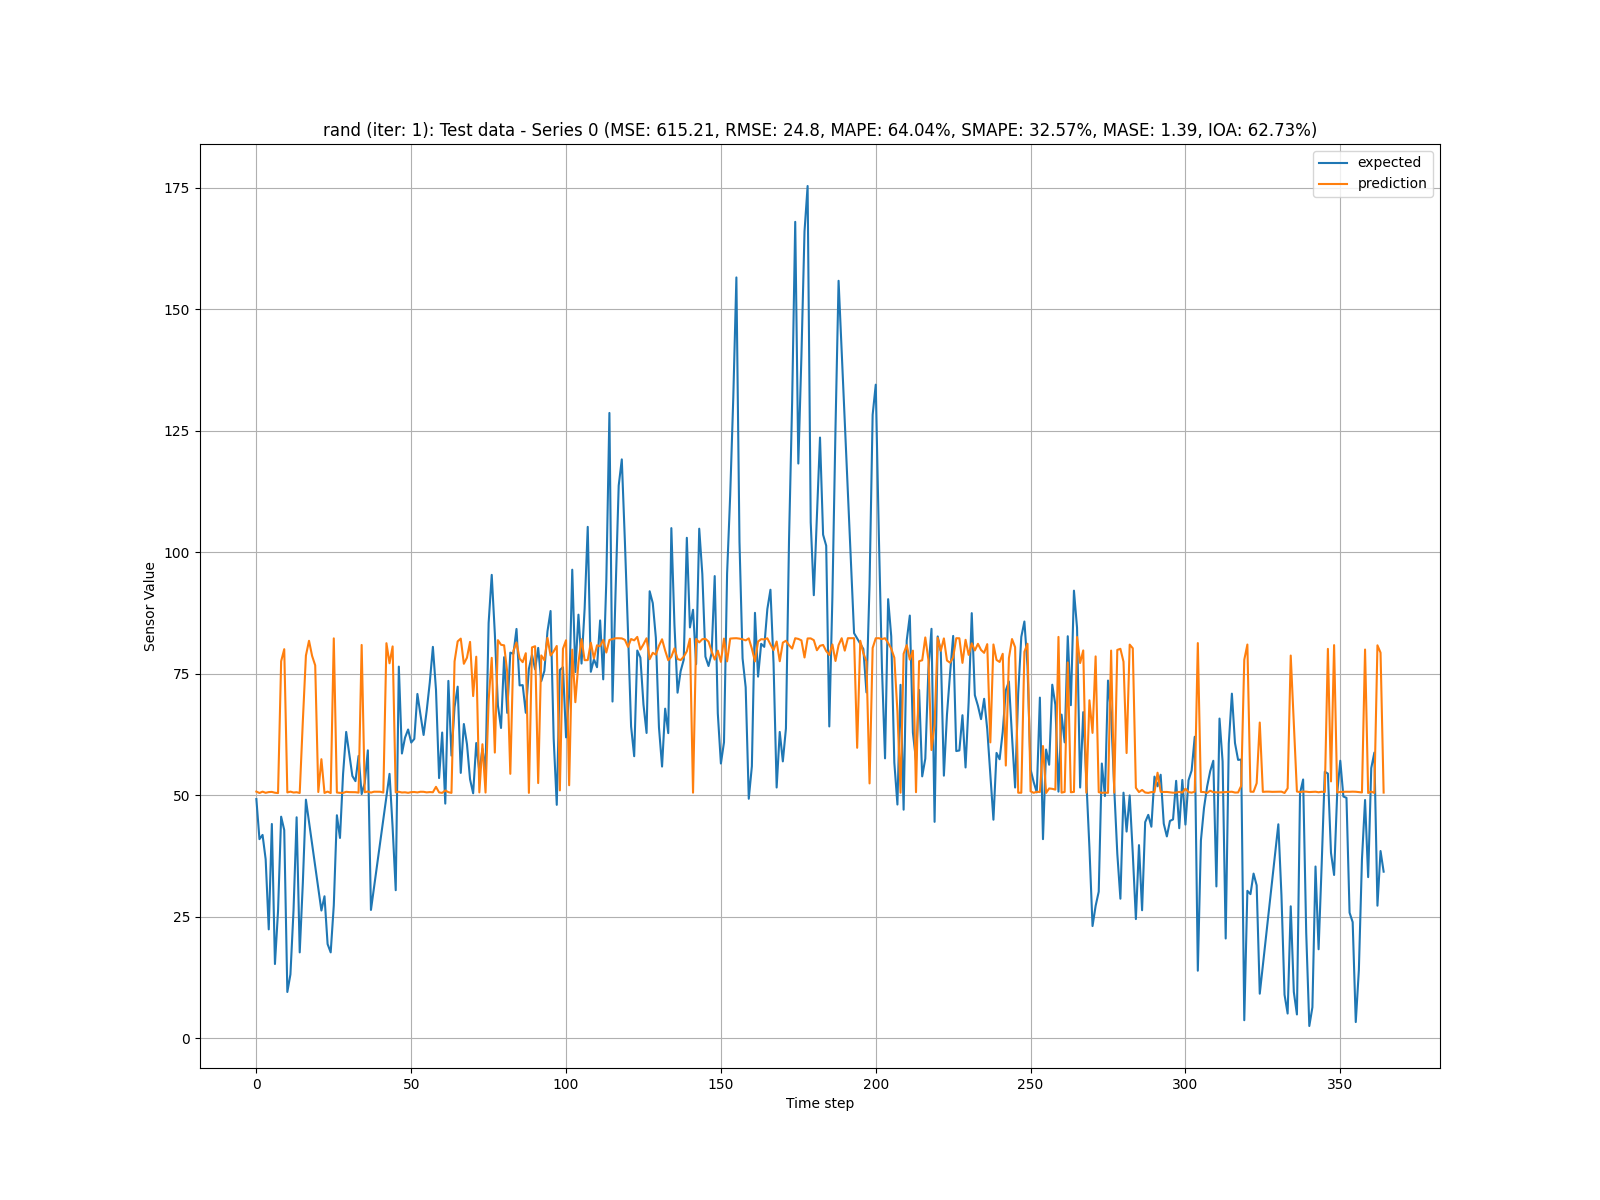 rand (iter: 1): Test data - Series 0 (MSE: 615.21, RMSE: 24.8, MAPE: 64.04%, SMAPE: 32.57%, MASE: 1.39, IOA: 62.73%)
expected
prediction
175
150
125
100
75
50
25
0
Sensor Value
0 50 100 150 200 250 300 350
Time step